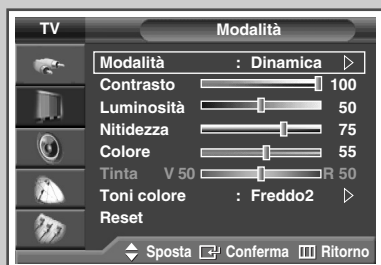 TV Modalità
Modalità : Dinamica
Contrasto 100
Luminosità 50
Nitidezza 75
Colore 55
Tinta V 50 R 50
Toni colore : Freddo2
Reset
Sposta Conferma Ritorno